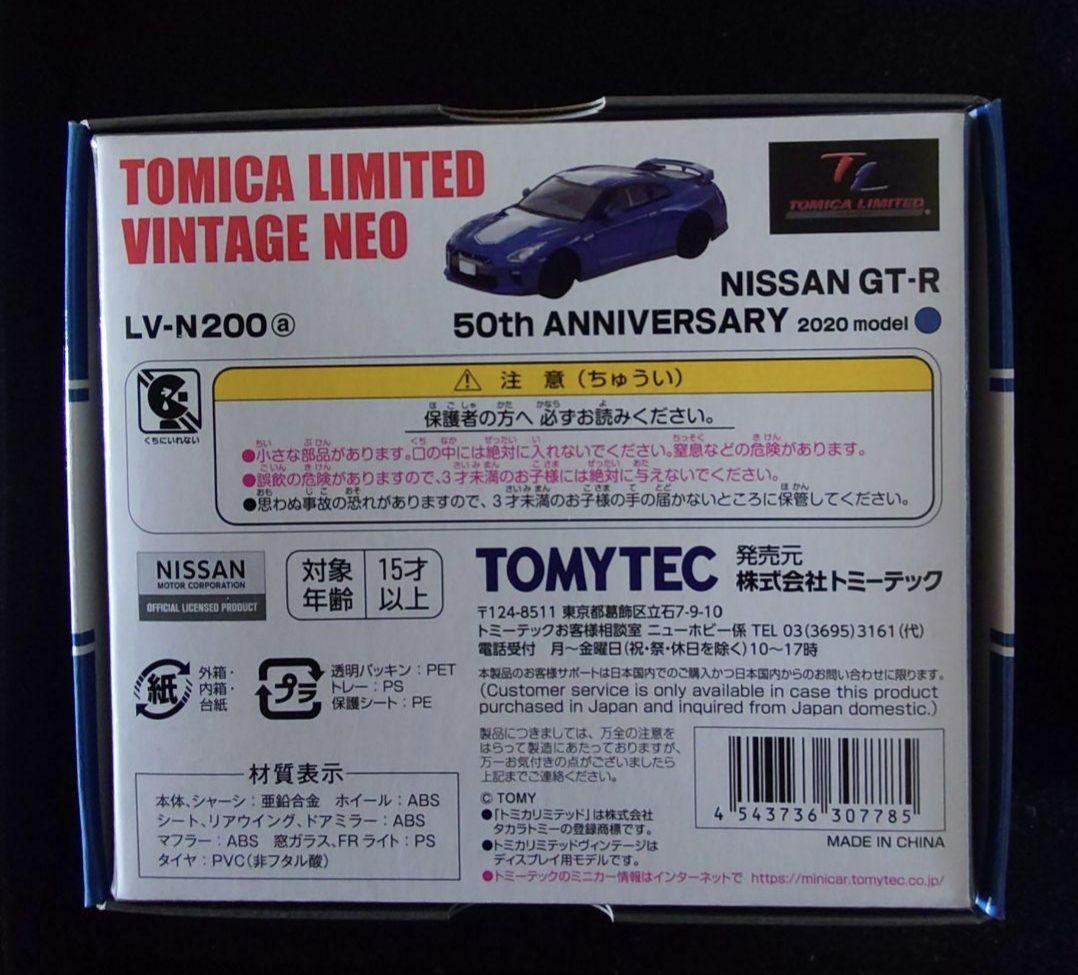 TOMICA LIMITED
VINTAGE NEO
TL
TOMICA LIMITED
NISSAN GT-R
LV-N200ⓐ
50th ANNIVERSARY 2020 model
くちにいれない
⚠ 注 意(ちゅうい)
保護者の方へ 必ずお読みください。
●小さな部品があります。口の中には絶対に入れないでください。窒息などの危険があります。
●誤飲の危険がありますので、3才未満のお子様には絶対に与えないでください。
●思わぬ事故の恐れがありますので、3才未満のお子様の手の届かないところに保管してください。
NISSAN
MOTOR CORPORATION
OFFICIAL LICENSED PRODUCT
対象年齢
15才以上
TOMYTEC
発売元
株式会社トミーテック
〒124-8511 東京都葛飾区立石7-9-10
トミーテックお客様相談室 ニューホビー係 TEL 03(3695)3161(代)
電話受付 月～金曜日(祝・祭・休日を除く)10～17時
紙
外箱・
内箱・
台紙
プラ
透明パッキン：PET
トレー：PS
保護シート：PE
本製品のお客様サポートは日本国内でのご購入かつ日本国内からのお問い合わせに限ります。
(Customer service is only available in case this product
purchased in Japan and inquired from Japan domestic.)
製品につきましては、万全の注意を
はらって製造にあたっておりますが、
万一お気付きの点がございましたら
上記までご連絡ください。
材質表示
本体、シャーシ：亜鉛合金 ホイール：ABS
シート、リアウイング、ドアミラー：ABS
マフラー：ABS 窓ガラス、FRライト：PS
タイヤ：PVC(非フタル酸)
© TOMY
●「トミカリミテッド」は株式会社
タカラトミーの登録商標です。
●トミカリミテッドヴィンテージは
ディスプレイ用モデルです。
●トミーテックのミニカー情報はインターネットで https://minicar.tomytec.co.jp/
4 543736 307785
MADE IN CHINA